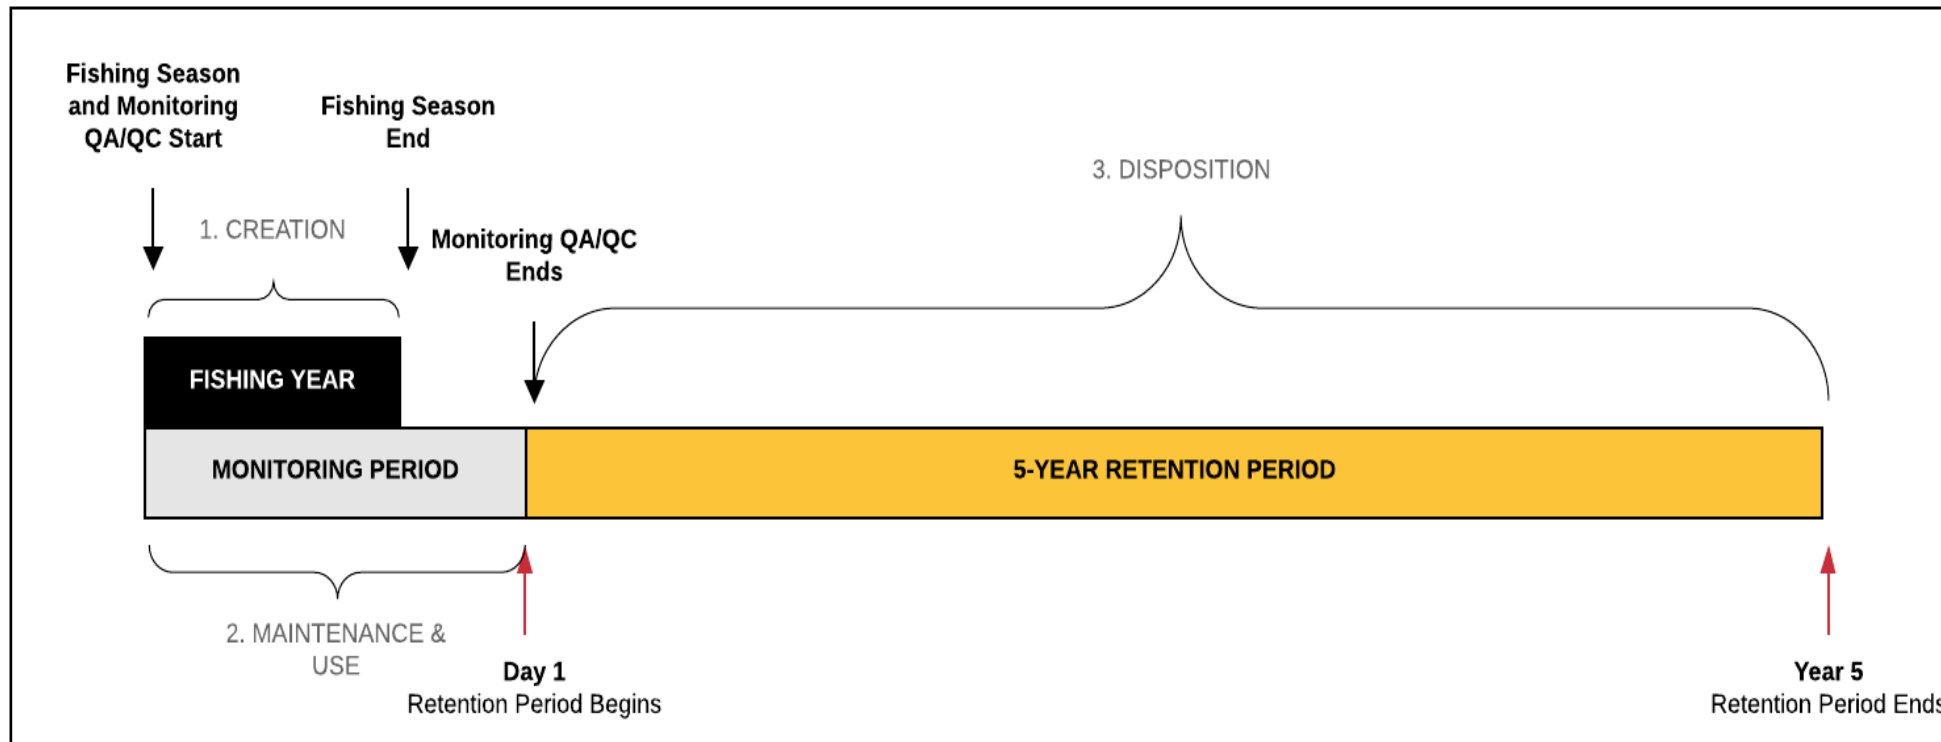 Fishing Season
and Monitoring
QA/QC Start
Fishing Season
End
1. CREATION
Monitoring QA/QC
Ends
3. DISPOSITION
FISHING YEAR
MONITORING PERIOD
5-YEAR RETENTION PERIOD
2. MAINTENANCE &
USE
Day 1
Retention Period Begins
Year 5
Retention Period Ends